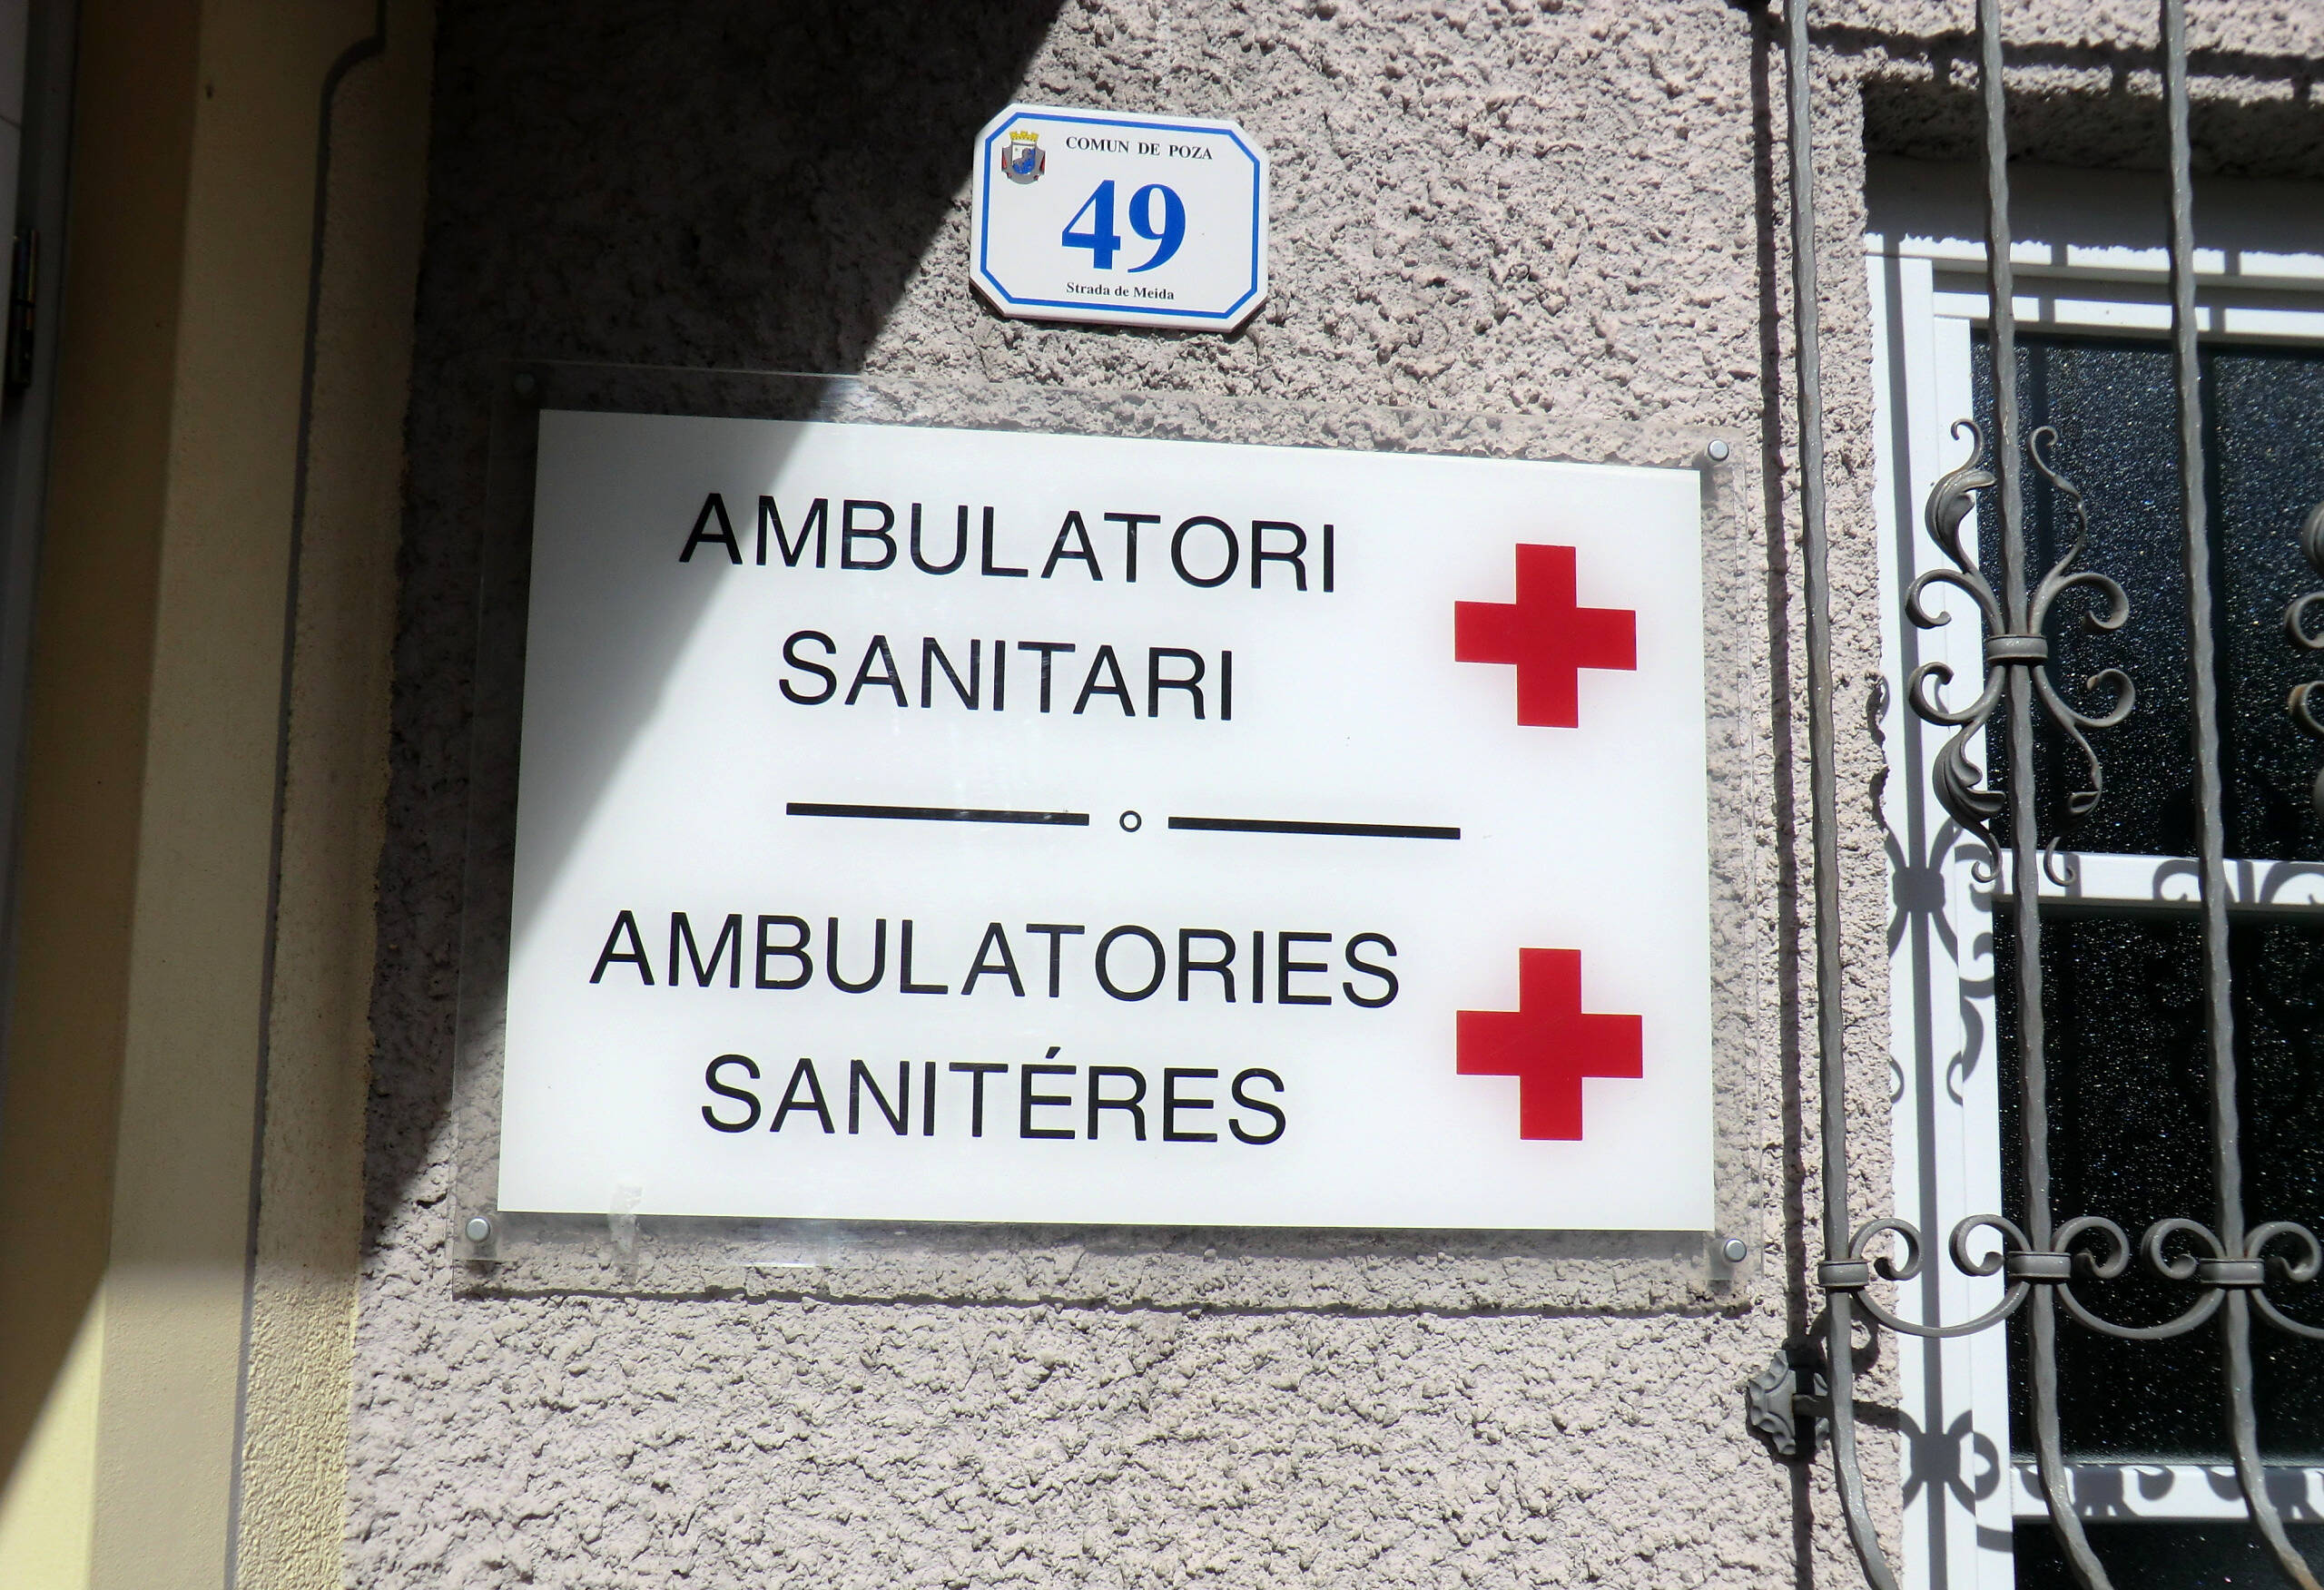 COMUN DE POZA
49
Strada de Meida
AMBULATORI
SANITARI
AMBULATORIES
SANITÉRES